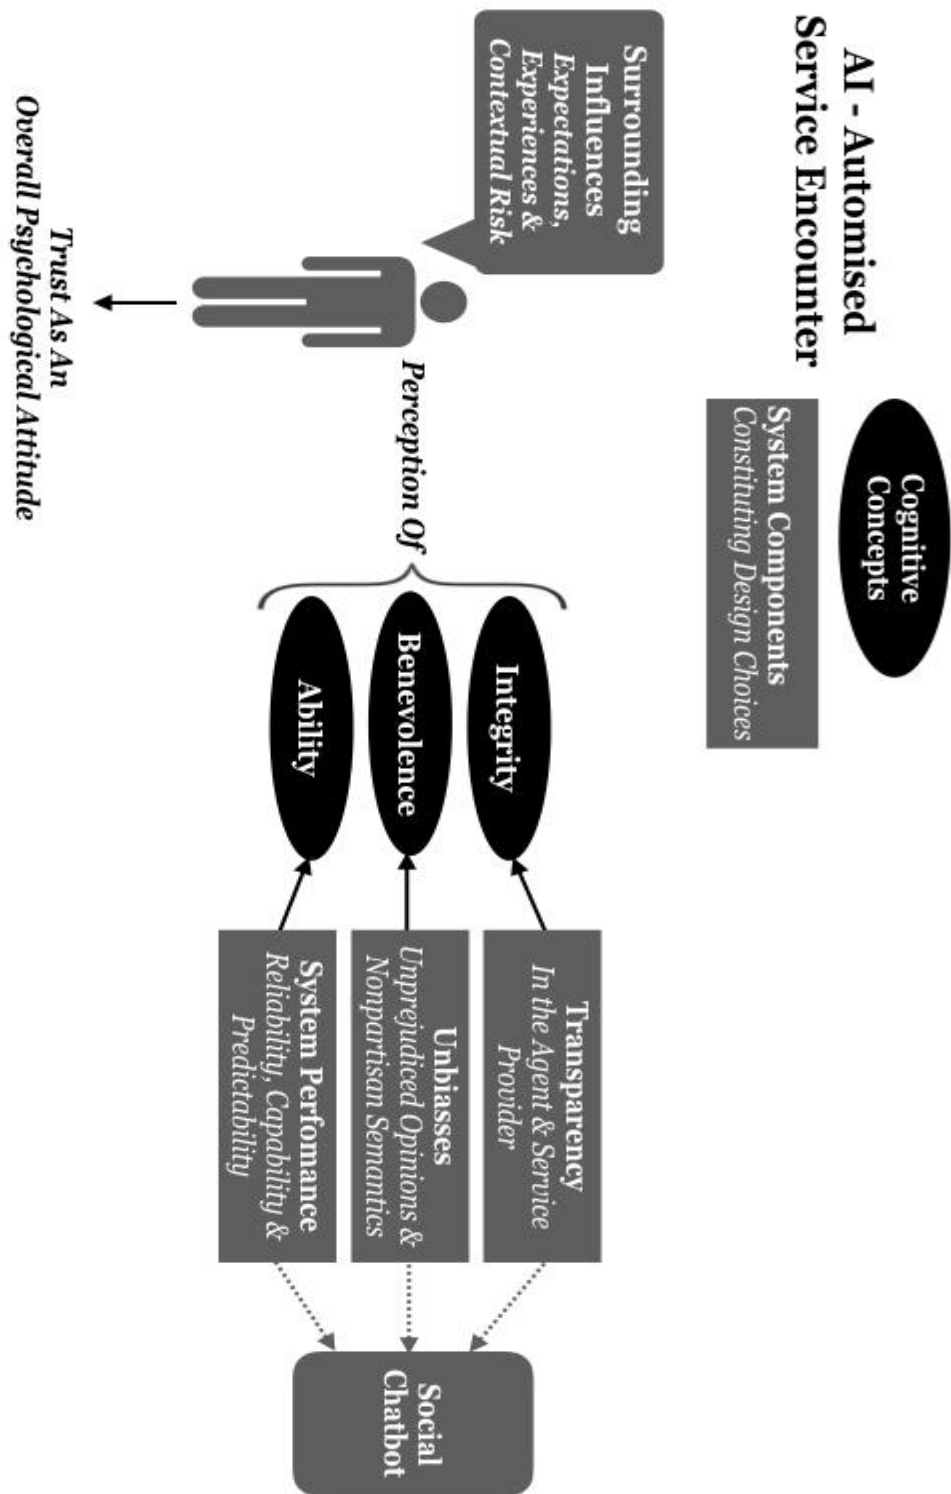 AI - Automised
Service Encounter
Cognitive
Concepts
System Components
Constituting Design Choices
Surrounding
Influences
Expectations,
Experiences &
Contextual Risk
Perception Of
Integrity
Benevolence
Ability
Transparency
In the Agent & Service
Provider
Unbiasses
Unprejudiced Opinions &
Nonpartisan Semantics
System Perfomance
Reliability, Capability &
Predictability
Social
Chatbot
Trust As An
Overall Psychological Attitude